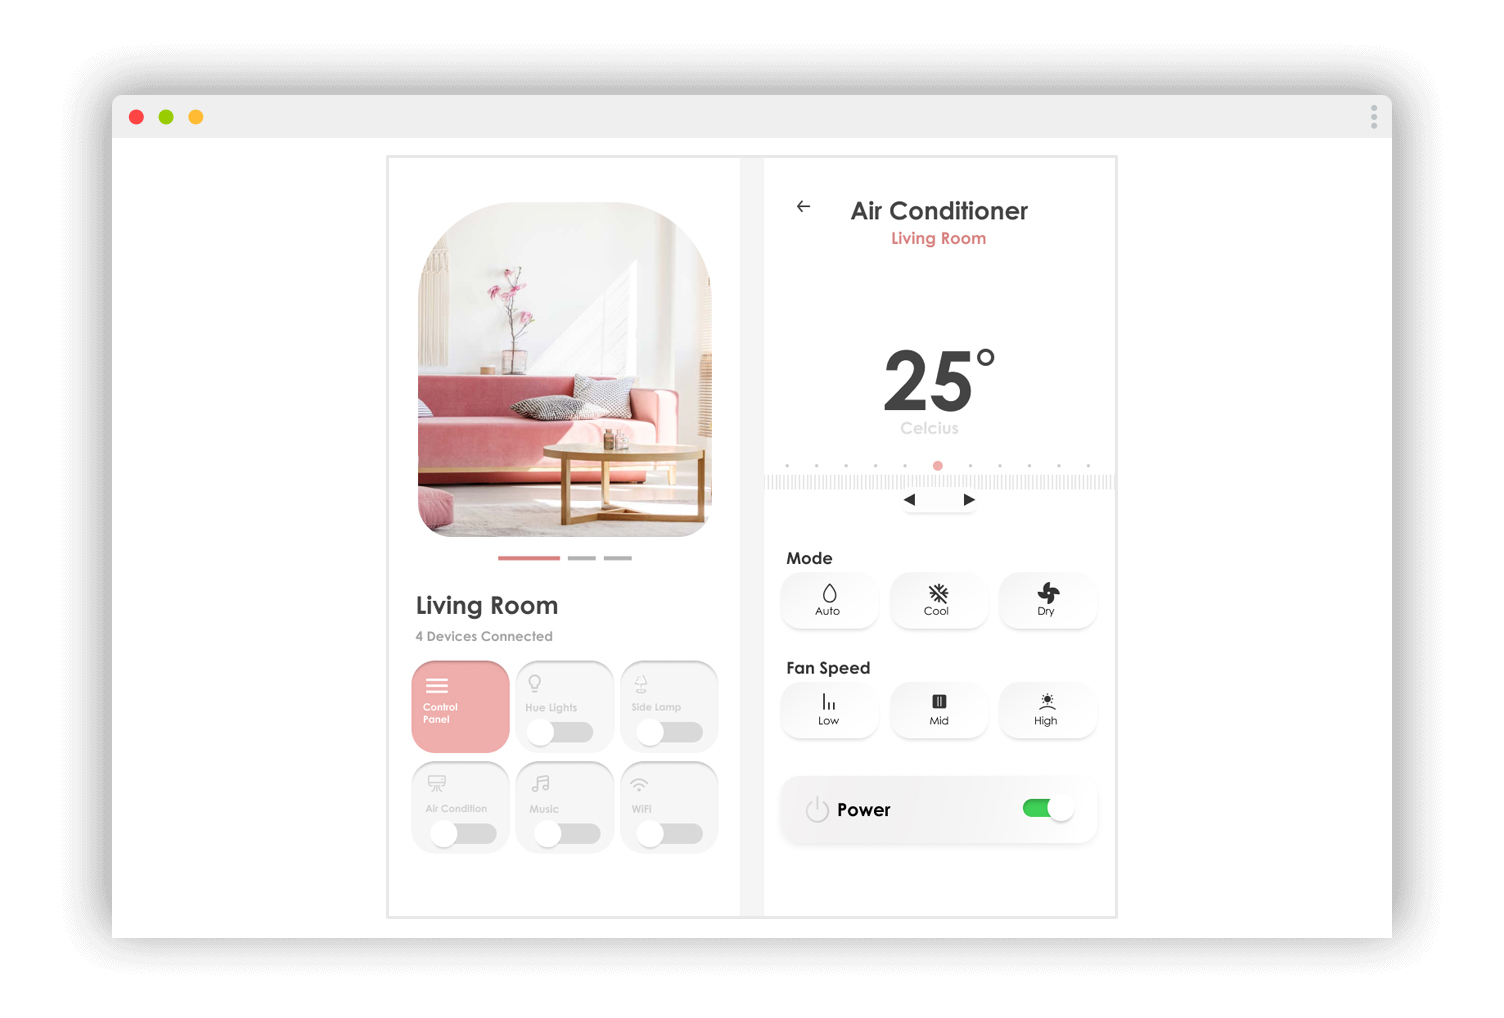 Living Room
4 Devices Connected
Control
Panel
Hue Lights
Side Lamp
Air Condition
Music
WiFi
Air Conditioner
Living Room
25°
Celcius
Mode
Auto
Cool
Dry
Fan Speed
Low
Mid
High
Power